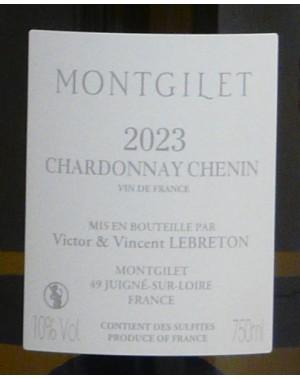 MONTGILET
2023
CHARDONNAY CHENIN
VIN DE FRANCE
MIS EN BOUTEILLE PAR
Victor & Vincent LEBRETON
MONTGILET
49 JUIGNÉ-SUR-LOIRE
FRANCE
10% Vol
CONTIENT DES SULFITES
PRODUCE OF FRANCE
750ml